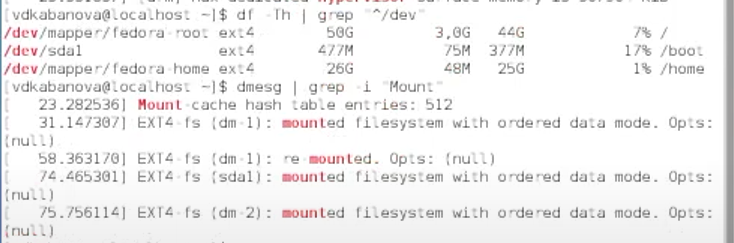 [vdkabanova@localhost ~]$ df -Th | grep "^/dev"
/dev/mapper/fedora-root ext4 50G 3,0G 44G 7% /
/dev/sda1 ext4 477M 75M 377M 17% /boot
/dev/mapper/fedora-home ext4 26G 48M 25G 1% /home
[vdkabanova@localhost ~]$ dmesg | grep -i "Mount"
[ 23.282536] Mount-cache hash table entries: 512
[ 31.147307] EXT4-fs (dm-1): mounted filesystem with ordered data mode. Opts:
(null)
[ 58.363170] EXT4-fs (dm-1): re-mounted. Opts: (null)
[ 74.465301] EXT4-fs (sda1): mounted filesystem with ordered data mode. Opts:
(null)
[ 75.756114] EXT4-fs (dm-2): mounted filesystem with ordered data mode. Opts:
(null)